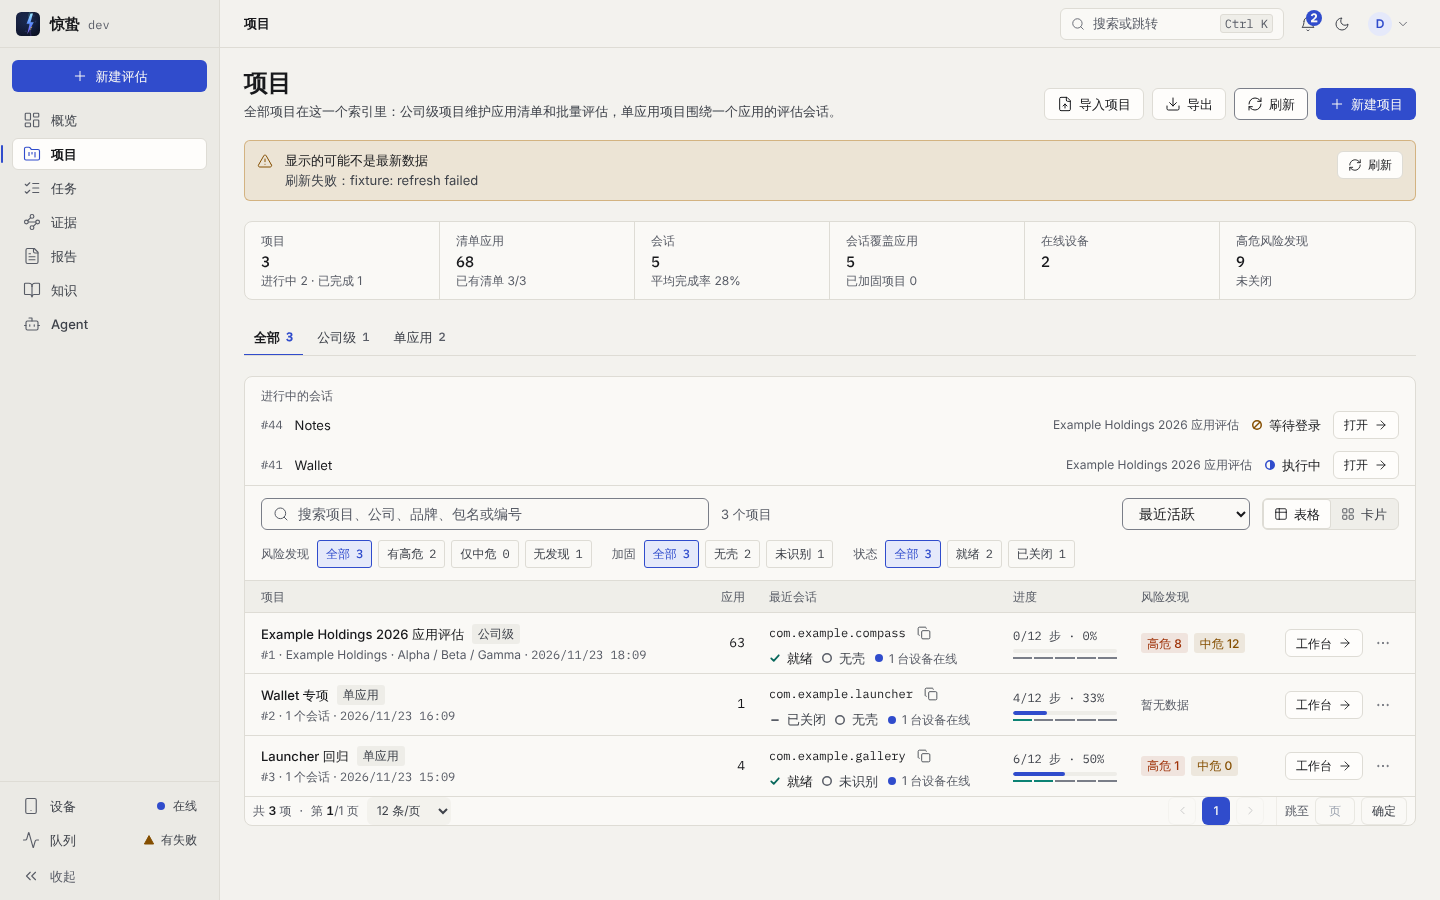 惊蛰 dev
项目
搜索或跳转 Ctrl K
2
D
新建评估
概览
项目
任务
证据
报告
知识
Agent
设备 在线
队列 有失败
收起
项目
全部项目在这一个索引里：公司级项目维护应用清单和批量评估，单应用项目围绕一个应用的评估会话。
导入项目 导出 刷新 新建项目
显示的可能不是最新数据
刷新失败：fixture: refresh failed
刷新
项目
3
进行中 2 · 已完成 1
清单应用
68
已有清单 3/3
会话
5
平均完成率 28%
会话覆盖应用
5
已加固项目 0
在线设备
2
高危风险发现
9
未关闭
全部 3 公司级 1 单应用 2
进行中的会话
#44 Notes Example Holdings 2026 应用评估 等待登录 打开
#41 Wallet Example Holdings 2026 应用评估 执行中 打开
搜索项目、公司、品牌、包名或编号 3 个项目 最近活跃 表格 卡片
风险发现 全部 3 有高危 2 仅中危 0 无发现 1 加固 全部 3 无壳 2 未识别 1 状态 全部 3 就绪 2 已关闭 1
项目 应用 最近会话 进度 风险发现
Example Holdings 2026 应用评估 公司级
#1 · Example Holdings · Alpha / Beta / Gamma · 2026/11/23 18:09
63
com.example.compass
就绪 无壳 1 台设备在线
0/12 步 · 0%
高危 8 中危 12
工作台
Wallet 专项 单应用
#2 · 1 个会话 · 2026/11/23 16:09
1
com.example.launcher
已关闭 无壳 1 台设备在线
4/12 步 · 33%
暂无数据
工作台
Launcher 回归 单应用
#3 · 1 个会话 · 2026/11/23 15:09
4
com.example.gallery
就绪 未识别 1 台设备在线
6/12 步 · 50%
高危 1 中危 0
工作台
共 3 项 · 第 1/1 页 12 条/页 1 跳至 页 确定